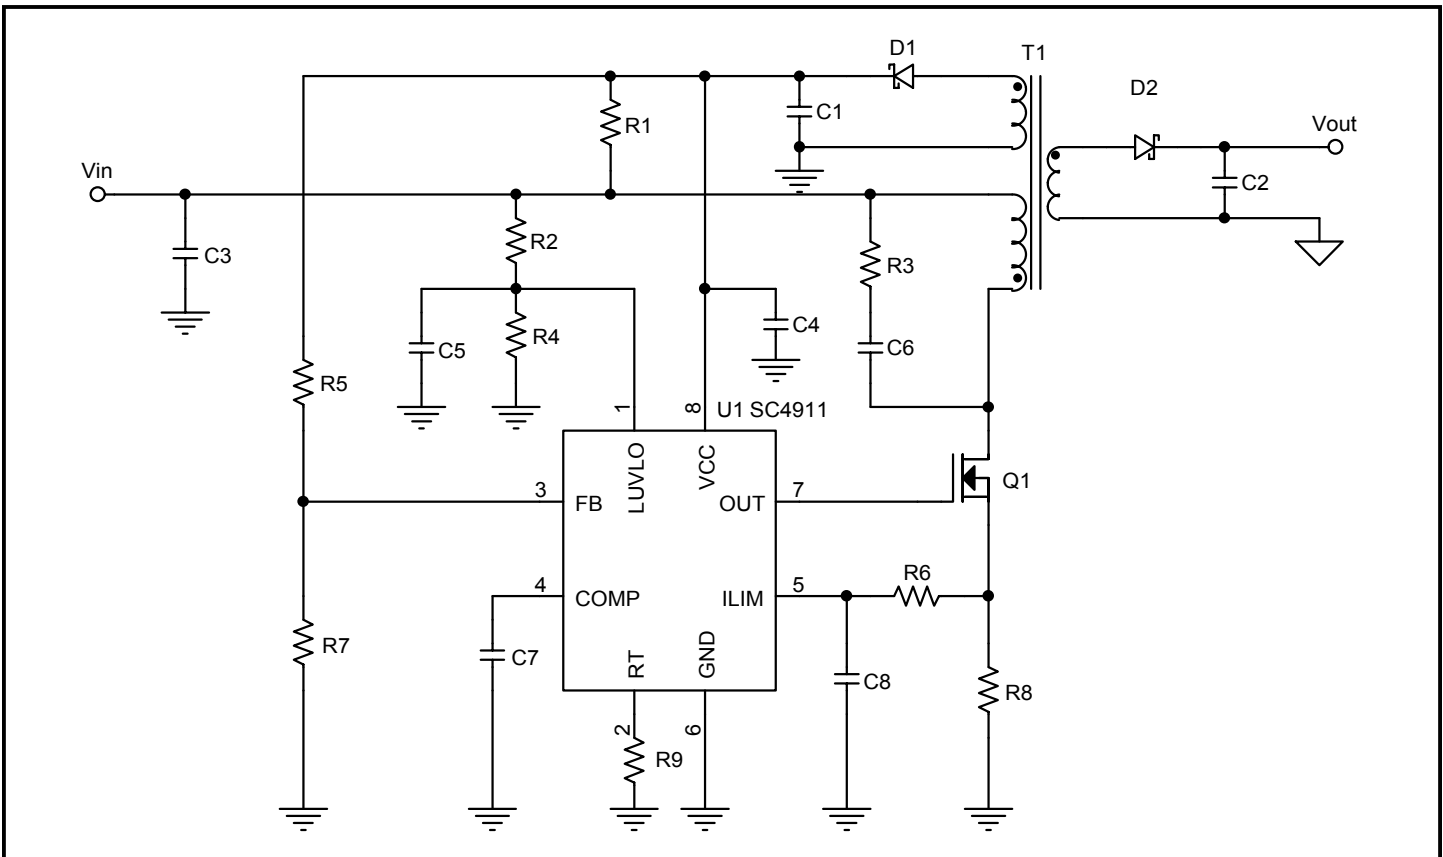 D1
T1
D2
C1
R1
Vout
Vin
C2
R2
C3
R3
R4
C4
C5
C6
R5
1
8
U1 SC4911
LUVLO
VCC
3
FB
OUT
7
Q1
R6
4
COMP
ILIM
5
R7
C7
RT
GND
C8
R8
2
6
R9